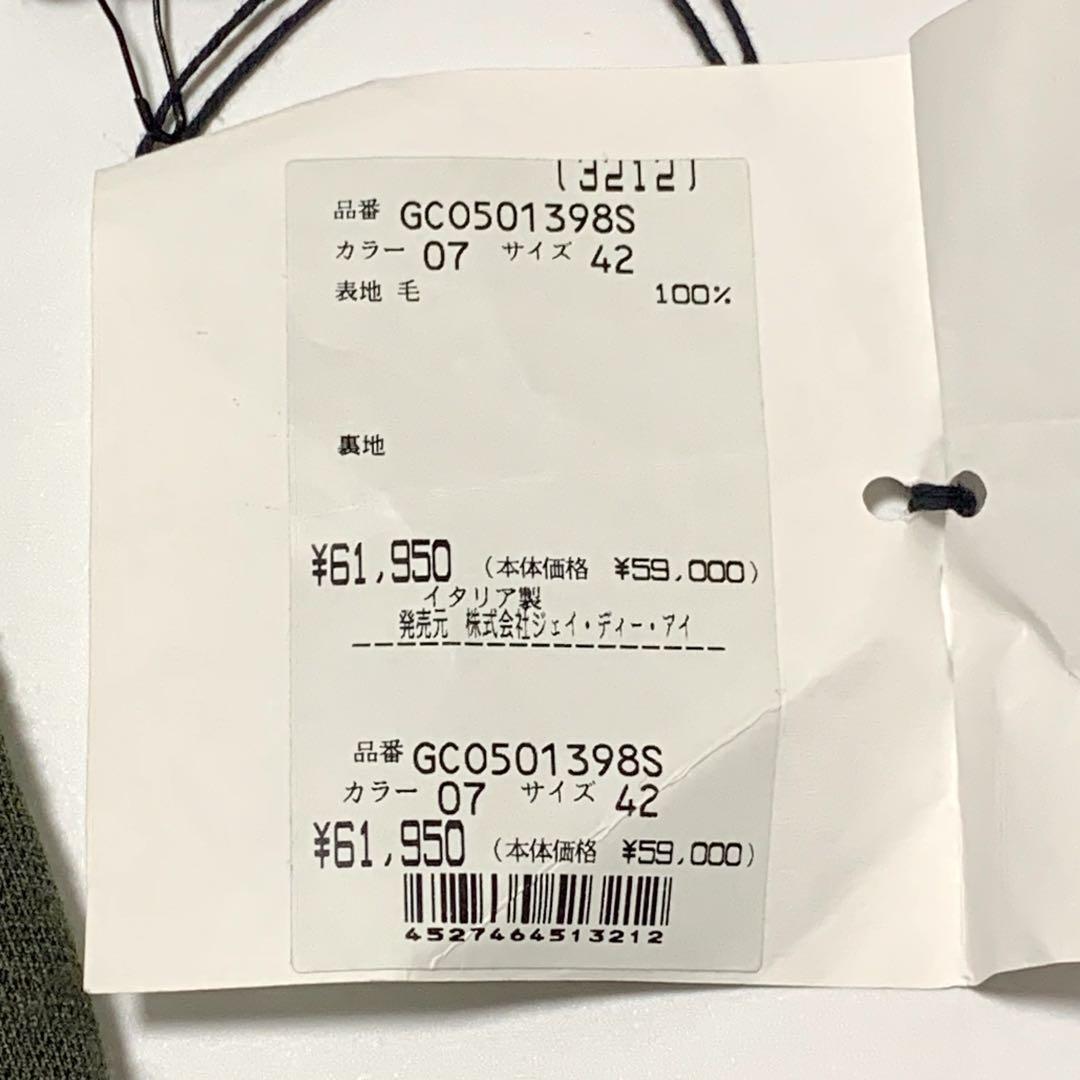 (3212)
品番 GC0501398S
カラー 07 サイズ 42
表地 毛 100%
裏地
¥61,950 (本体価格 ¥59,000)
イタリア製
発売元 株式会社ジェイ・ディー・アイ
品番 GC0501398S
カラー 07 サイズ 42
¥61,950 (本体価格 ¥59,000)
4527464513212